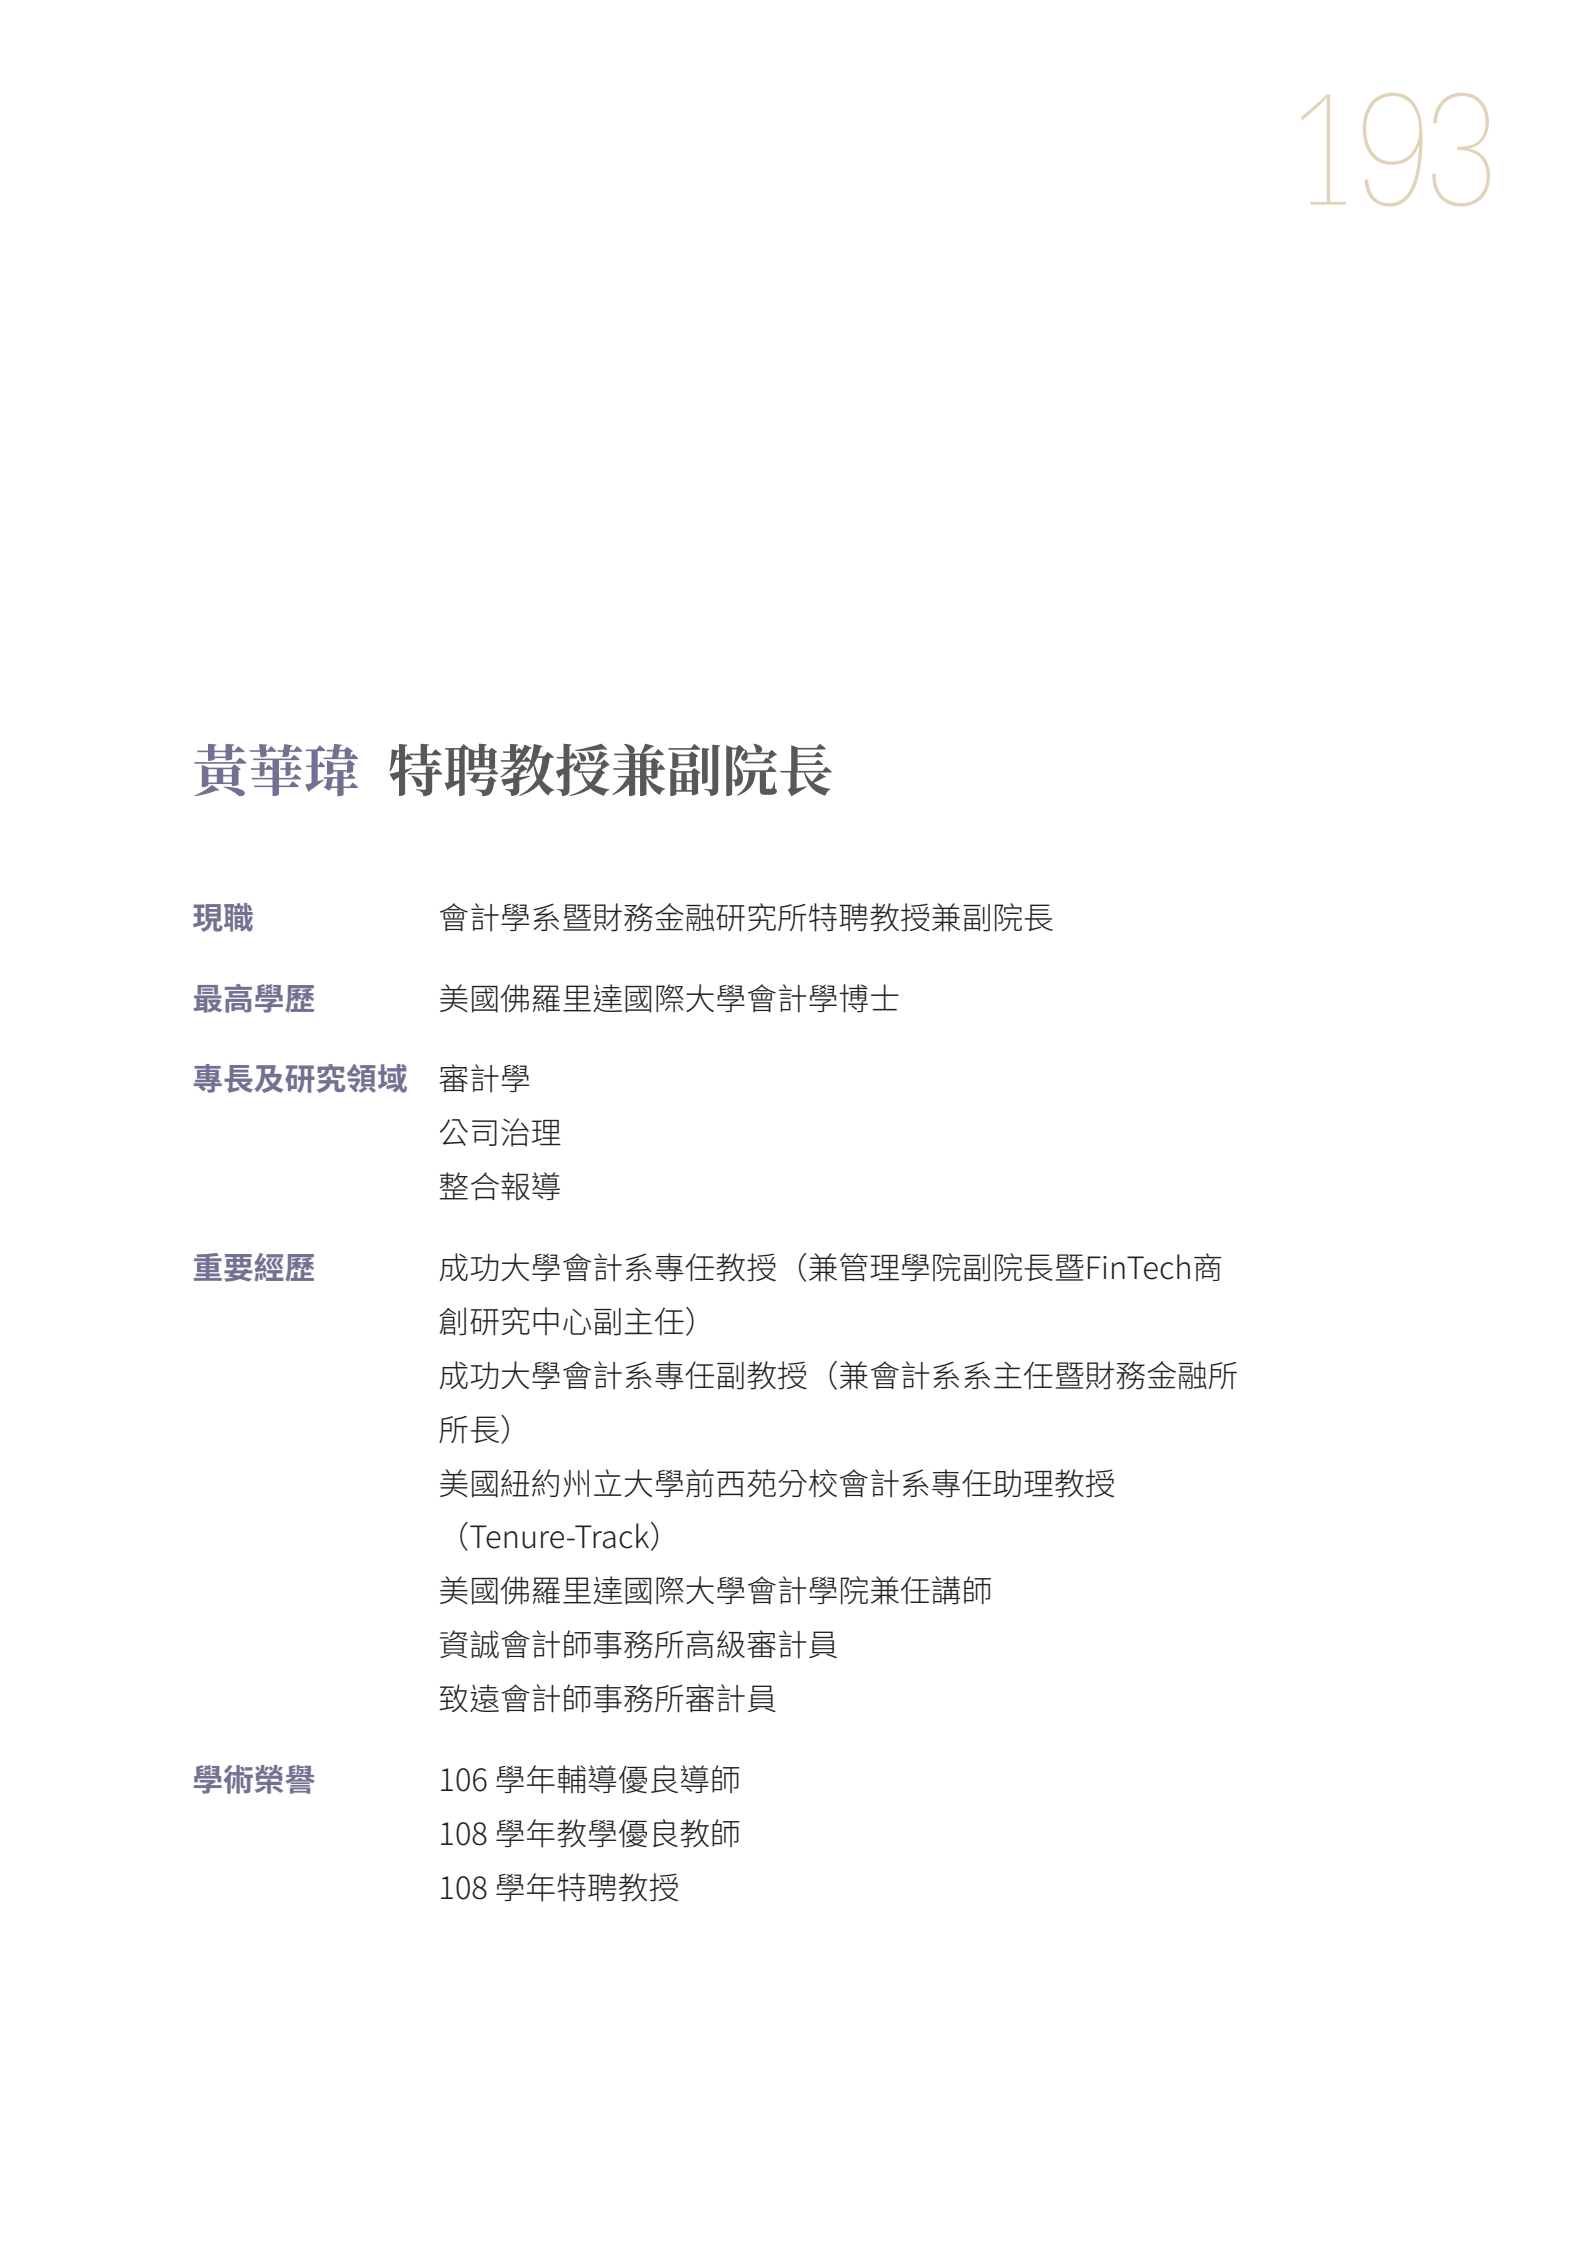 193
黃華瑋 特聘教授兼副院長
現職 會計學系暨財務金融研究所特聘教授兼副院長
最高學歷 美國佛羅里達國際大學會計學博士
專長及研究領域 審計學
公司治理
整合報導
重要經歷 成功大學會計系專任教授（兼管理學院副院長暨FinTech商
創研究中心副主任）
成功大學會計系專任副教授（兼會計系系主任暨財務金融所
所長）
美國紐約州立大學前西苑分校會計系專任助理教授
（Tenure-Track）
美國佛羅里達國際大學會計學院兼任講師
資誠會計師事務所高級審計員
致遠會計師事務所審計員
學術榮譽 106 學年輔導優良導師
108 學年教學優良教師
108 學年特聘教授